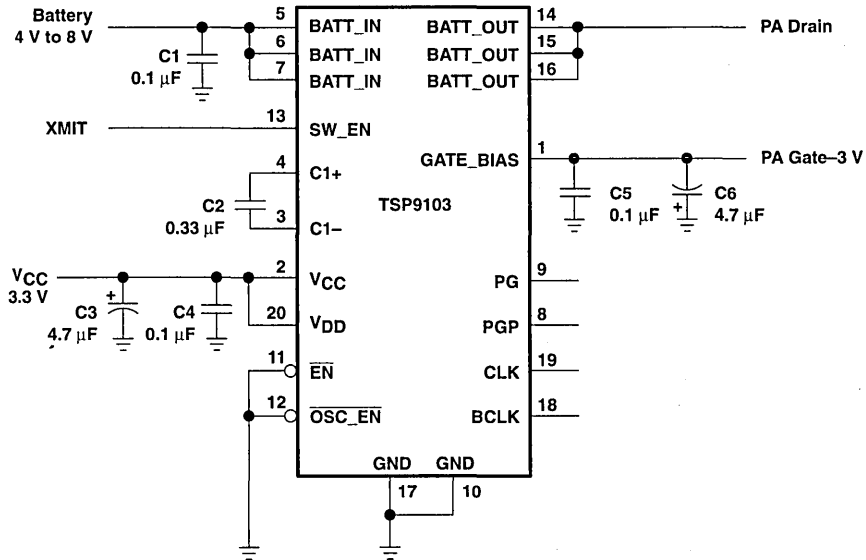 Battery
4 V to 8 V
C1
0.1 μF
5
BATT_IN
6
BATT_IN
7
BATT_IN
BATT_OUT
14
BATT_OUT
15
BATT_OUT
16
PA Drain
XMIT
13
SW_EN
GATE_BIAS
1
PA Gate–3 V
4
C1+
C2
0.33 μF
3
C1–
TSP9103
C5
0.1 μF
C6
+
4.7 μF
VCC
3.3 V
+
C3
4.7 μF
C4
0.1 μF
2
VCC
20
VDD
PG
9
PGP
8
11
EN
CLK
19
12
OSC_EN
BCLK
18
GND
GND
17
10